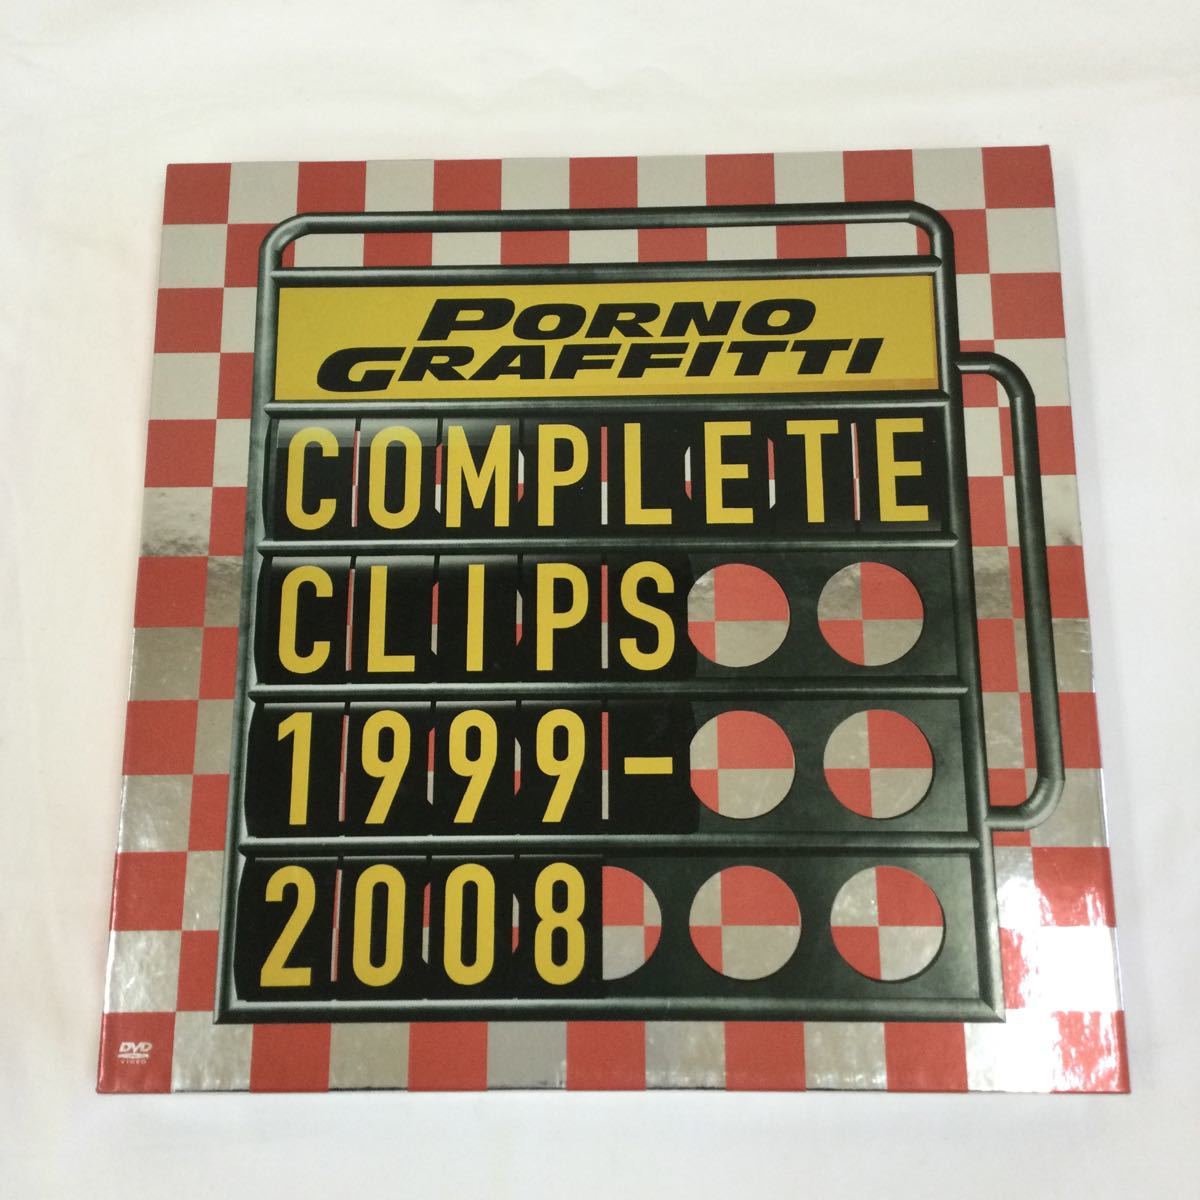 PORNO
GRAFFITTI
COMPLETE
CLIPS
1999-
2008
DVD
VIDEO